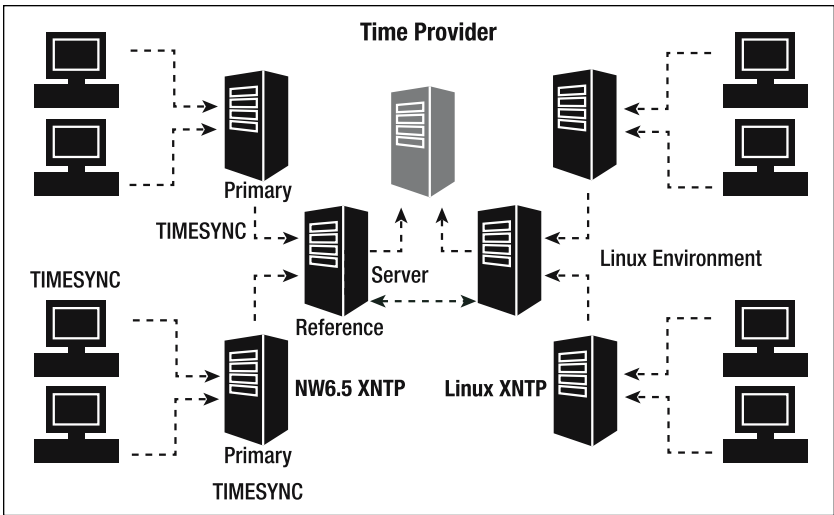 Time Provider
Primary
TIMESYNC
Server
Linux Environment
TIMESYNC
Reference
NW6.5 XNTP
Linux XNTP
Primary
TIMESYNC